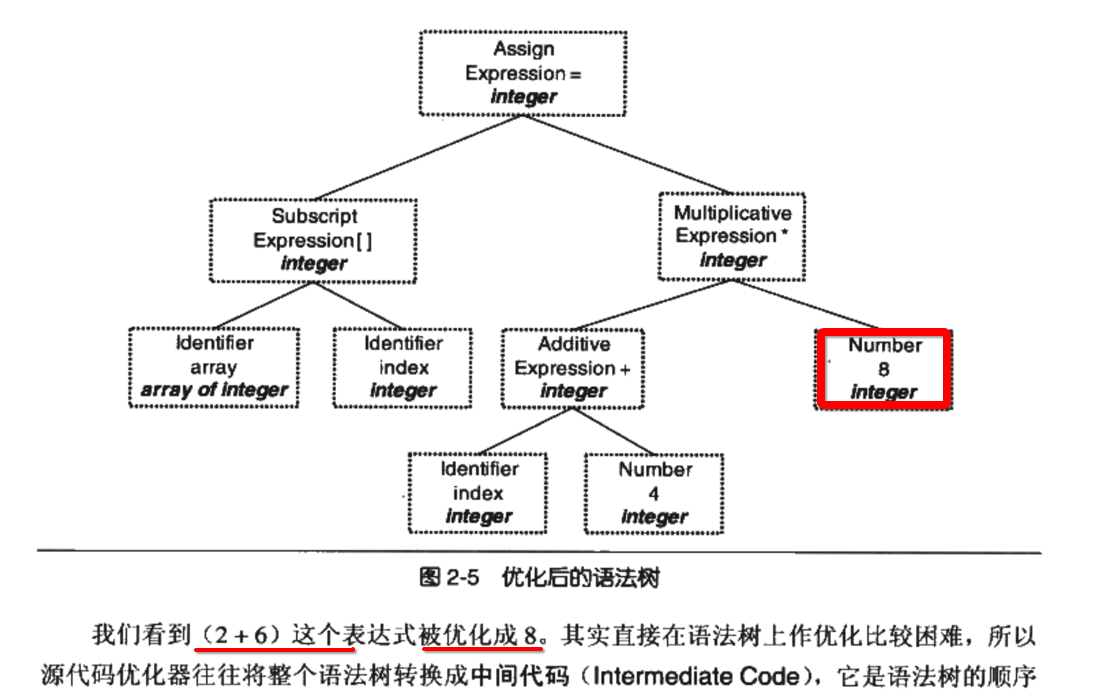 Assign
Expression =
integer
Subscript
Expression[ ]
integer
Multiplicative
Expression *
integer
Identifier
array
array of integer
Identifier
index
integer
Additive
Expression +
integer
Number
8
integer
Identifier
index
integer
Number
4
integer
图 2-5 优化后的语法树
我们看到（2 + 6）这个表达式被优化成 8。其实直接在语法树上作优化比较困难，所以
源代码优化器往往将整个语法树转换成中间代码（Intermediate Code），它是语法树的顺序